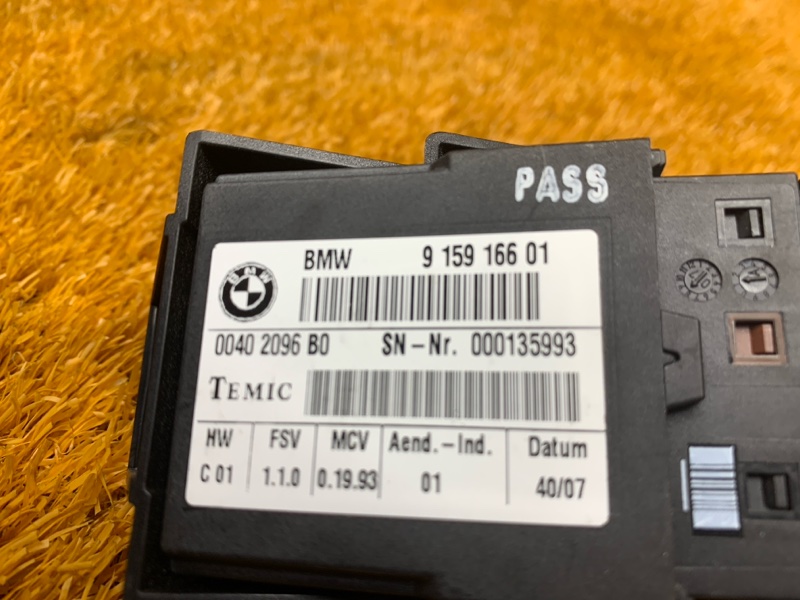 PASS
BMW 9 159 166 01
BMW
0040 2096 B0 SN-Nr. 000135993
TEMIC
HW FSV MCV Aend.-Ind. Datum
C 01 1.1.0 0.19.93 01 40/07